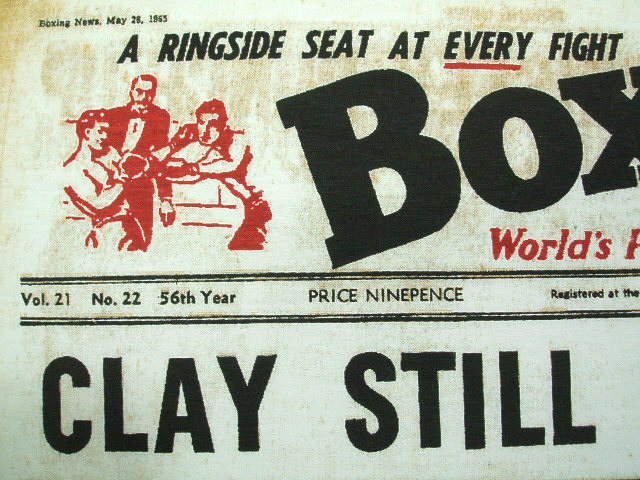 Boxing News, May 28, 1965
A RINGSIDE SEAT AT EVERY FIGHT
BOX
World's
Vol. 21 No. 22 56th Year PRICE NINEPENCE Registered at the
CLAY STILL